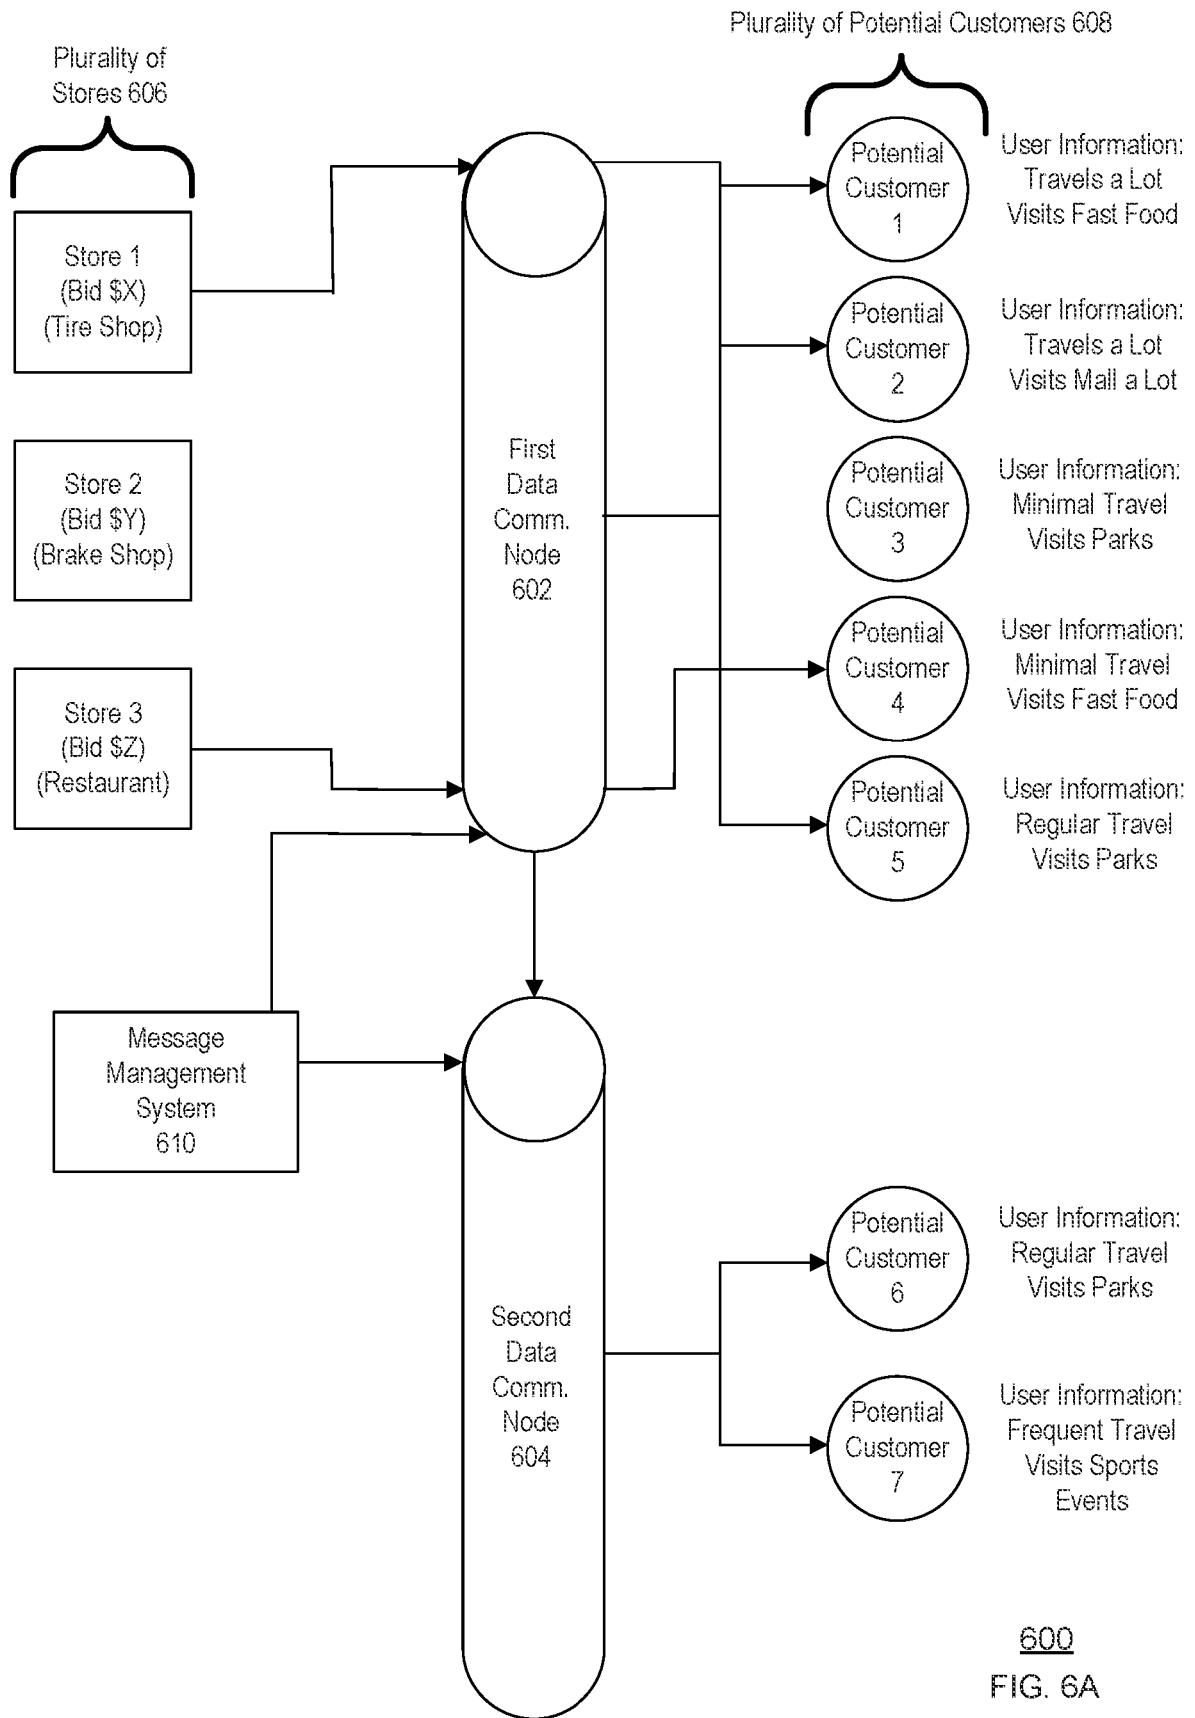 Plurality of Potential Customers 608
Plurality of
Stores 606
Store 1
(Bid $X)
(Tire Shop)
Store 2
(Bid $Y)
(Brake Shop)
Store 3
(Bid $Z)
(Restaurant)
Message
Management
System
610
First
Data
Comm.
Node
602
Second
Data
Comm.
Node
604
Potential
Customer
1
User Information:
Travels a Lot
Visits Fast Food
Potential
Customer
2
User Information:
Travels a Lot
Visits Mall a Lot
Potential
Customer
3
User Information:
Minimal Travel
Visits Parks
Potential
Customer
4
User Information:
Minimal Travel
Visits Fast Food
Potential
Customer
5
User Information:
Regular Travel
Visits Parks
Potential
Customer
6
User Information:
Regular Travel
Visits Parks
Potential
Customer
7
User Information:
Frequent Travel
Visits Sports
Events
600
FIG. 6A